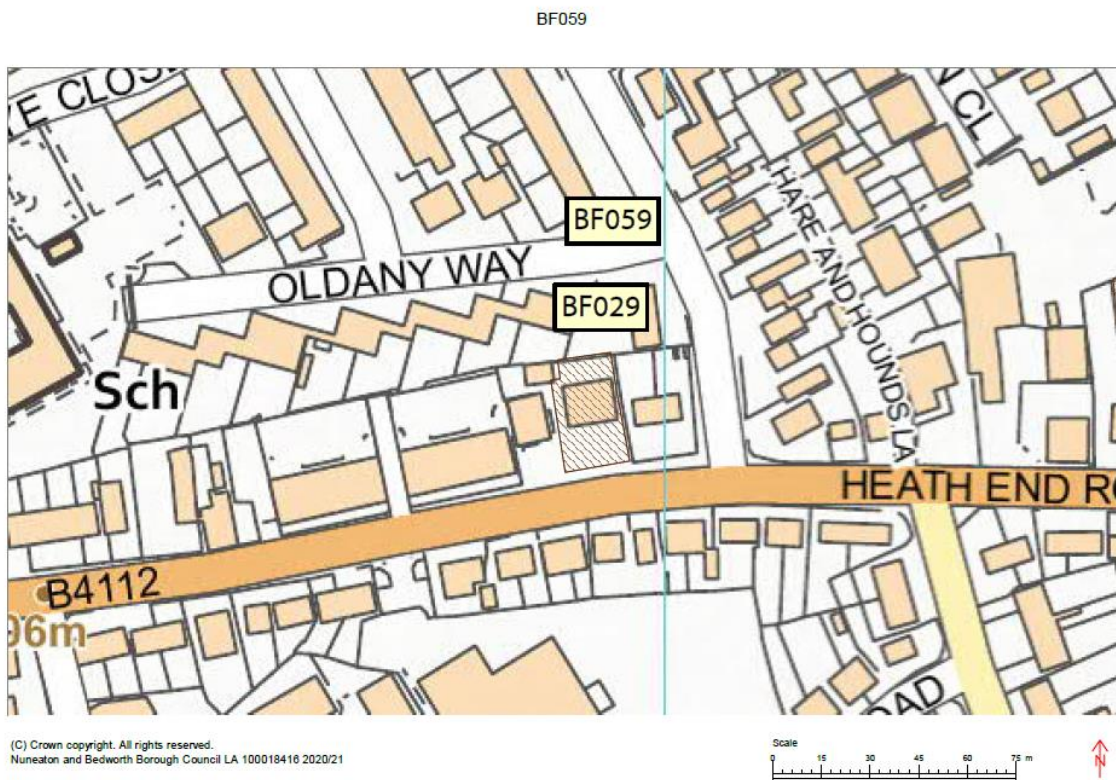 BF059
YE CLOSE
N CL
BF059
HARE AND HOUNDS LA
OLDANY WAY
BF029
Sch
HEATH END RO
B4112
06m
OAD
(C) Crown copyright. All rights reserved.
Nuneaton and Bedworth Borough Council LA 100018416 2020/21
Scale
0 15 30 45 60 75 m
N